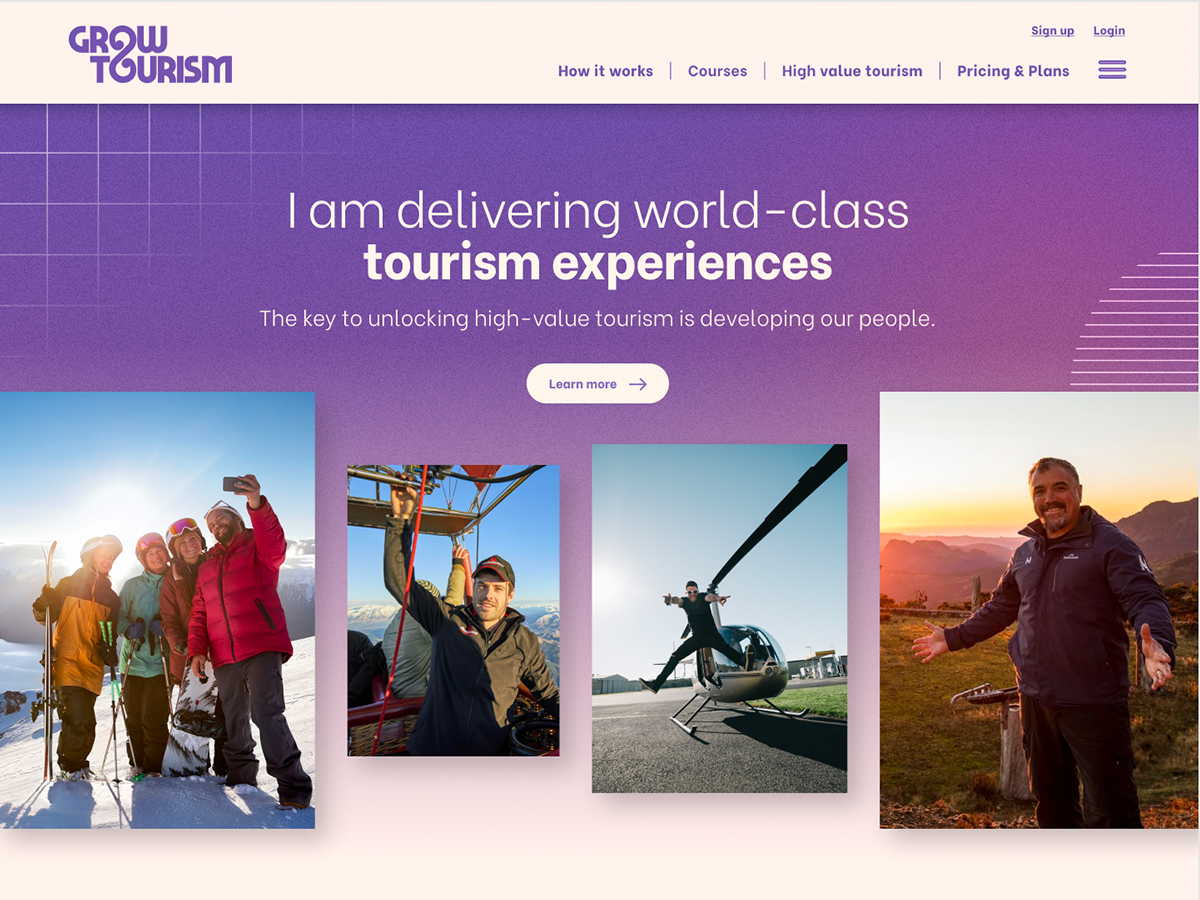 GROW
TOURISM
Sign up
Login
How it works
Courses
High value tourism
Pricing & Plans
I am delivering world-class
tourism experiences
The key to unlocking high-value tourism is developing our people.
Learn more